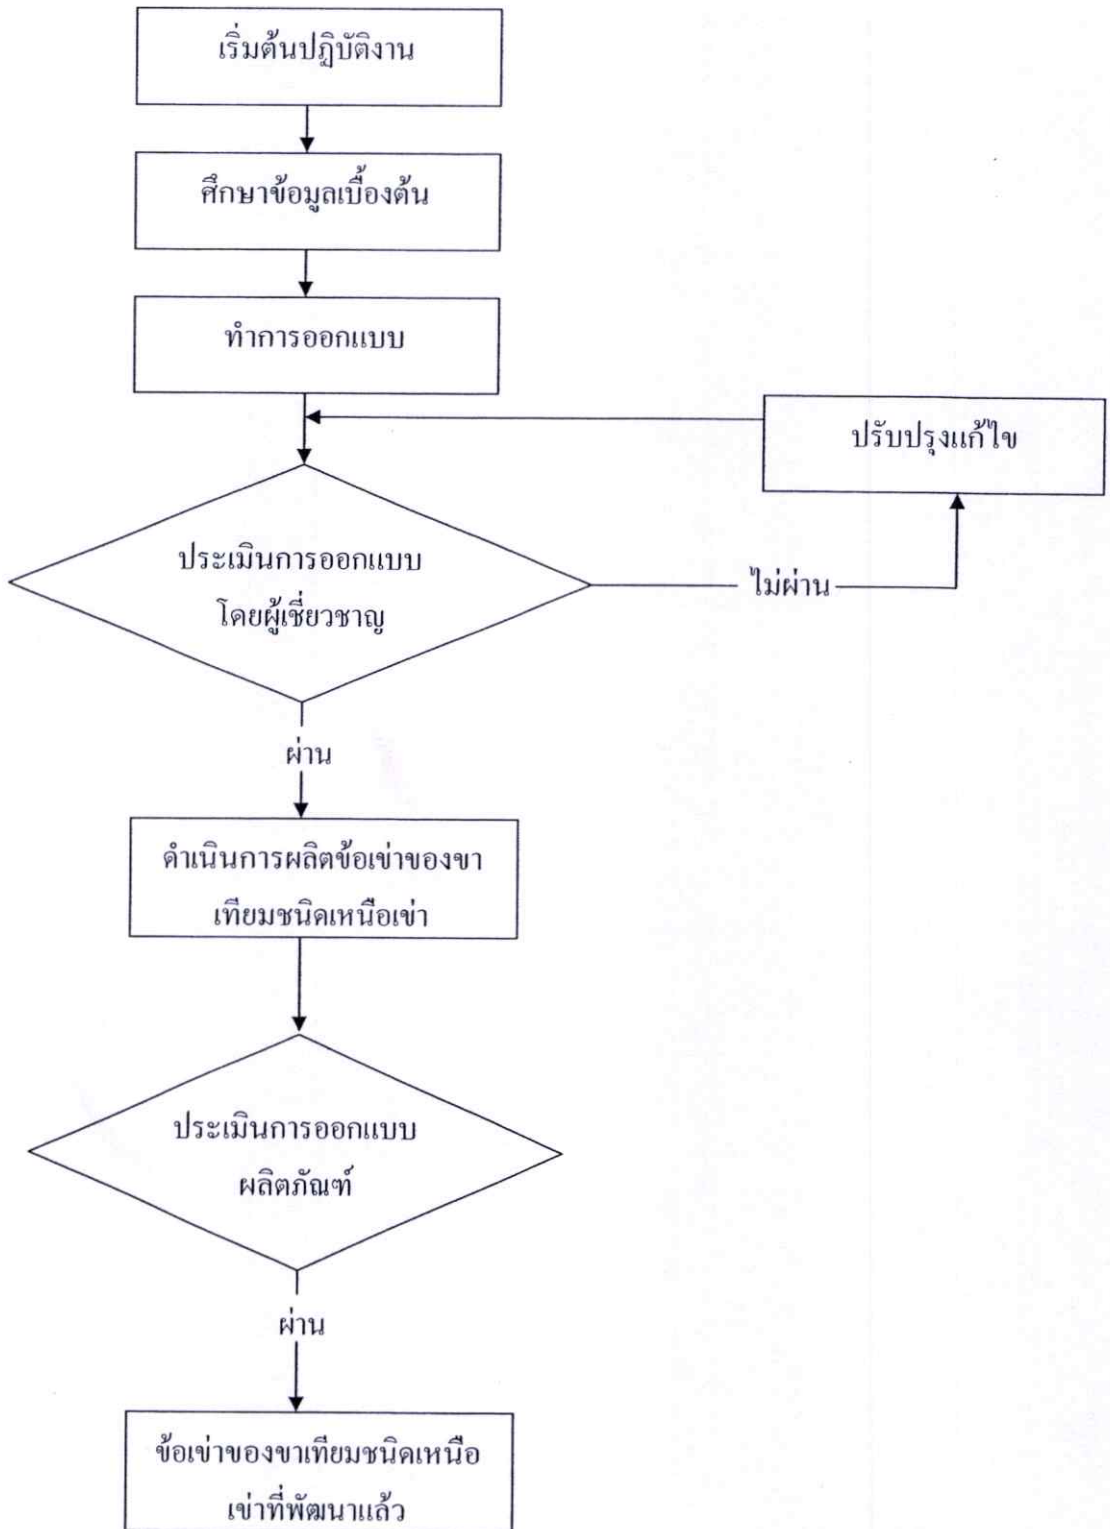 เริ่มต้นปฏิบัติงาน
ศึกษาข้อมูลเบื้องต้น
ทำการออกแบบ
ปรับปรุงแก้ไข
ประเมินการออกแบบ
โดยผู้เชี่ยวชาญ
ไม่ผ่าน
ผ่าน
ดำเนินการผลิตข้อเข่าของขา
เทียมชนิดเหนือเข่า
ประเมินการออกแบบ
ผลิตภัณฑ์
ผ่าน
ข้อเข่าของขาเทียมชนิดเหนือ
เข่าที่พัฒนาแล้ว